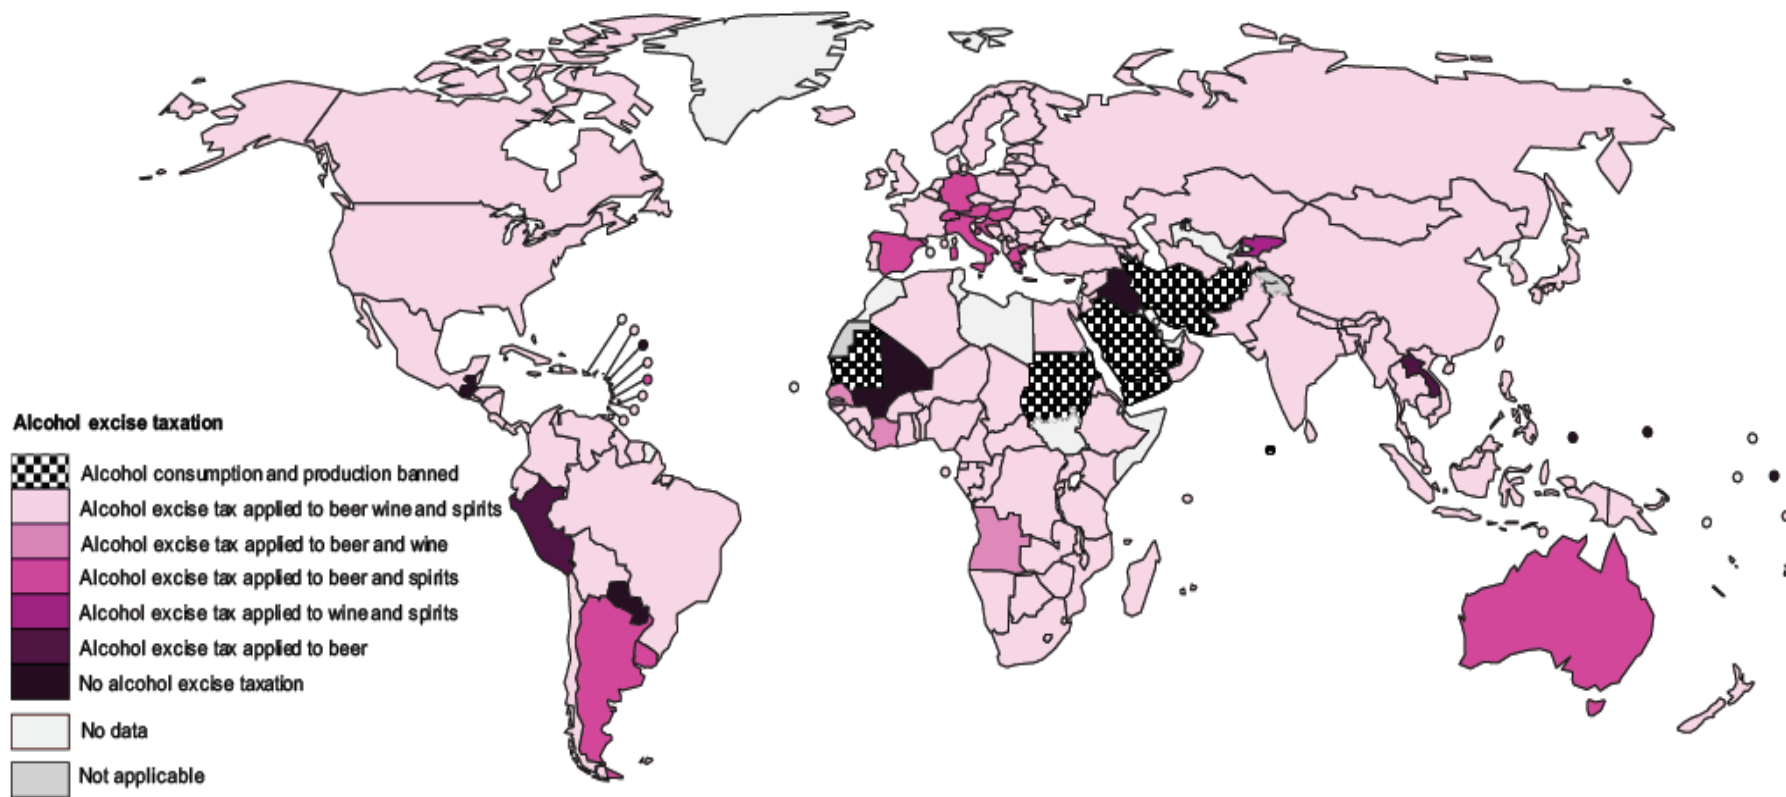 Alcohol excise taxation
Alcohol consumption and production banned
Alcohol excise tax applied to beer wine and spirits
Alcohol excise tax applied to beer and wine
Alcohol excise tax applied to beer and spirits
Alcohol excise tax applied to wine and spirits
Alcohol excise tax applied to beer
No alcohol excise taxation
No data
Not applicable